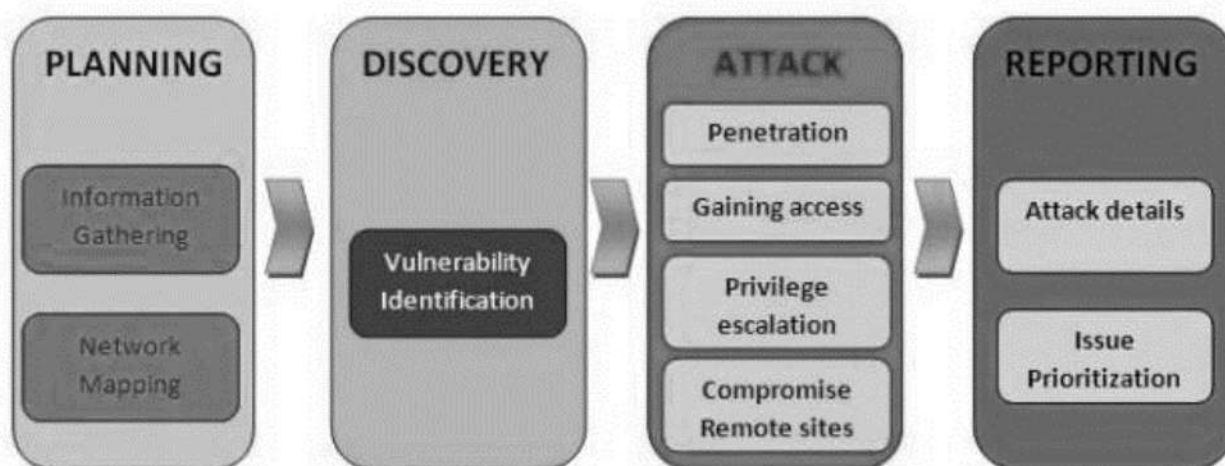 PLANNING
Information
Gathering
Network
Mapping
DISCOVERY
Vulnerability
Identification
ATTACK
Penetration
Gaining access
Privilege
escalation
Compromise
Remote sites
REPORTING
Attack details
Issue
Prioritization